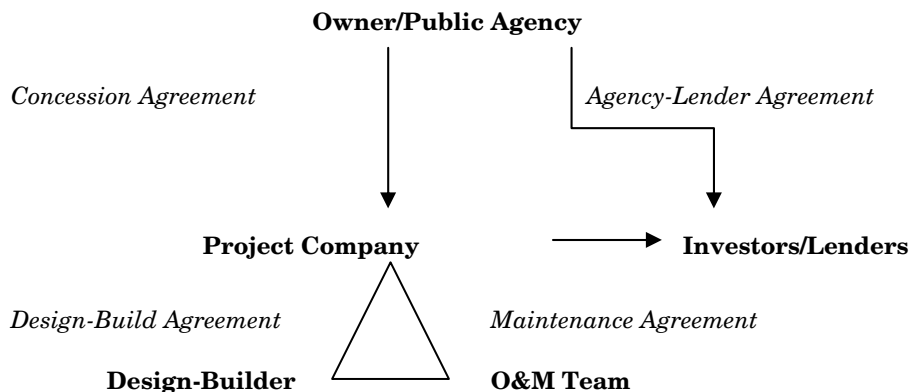 Owner/Public Agency
Concession Agreement
Agency-Lender Agreement
Project Company
Investors/Lenders
Design-Build Agreement
Maintenance Agreement
Design-Builder
O&M Team